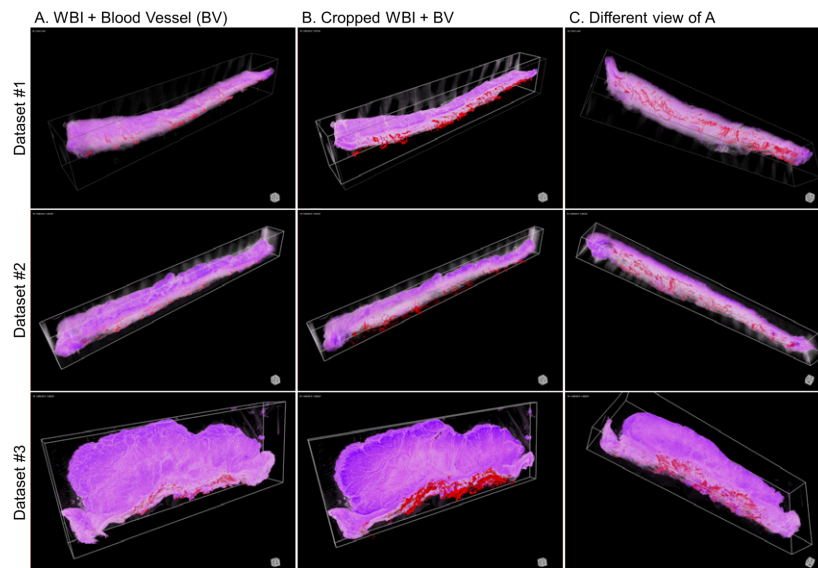 A. WBI + Blood Vessel (BV)
B. Cropped WBI + BV
C. Different view of A
Dataset #1
Dataset #2
Dataset #3